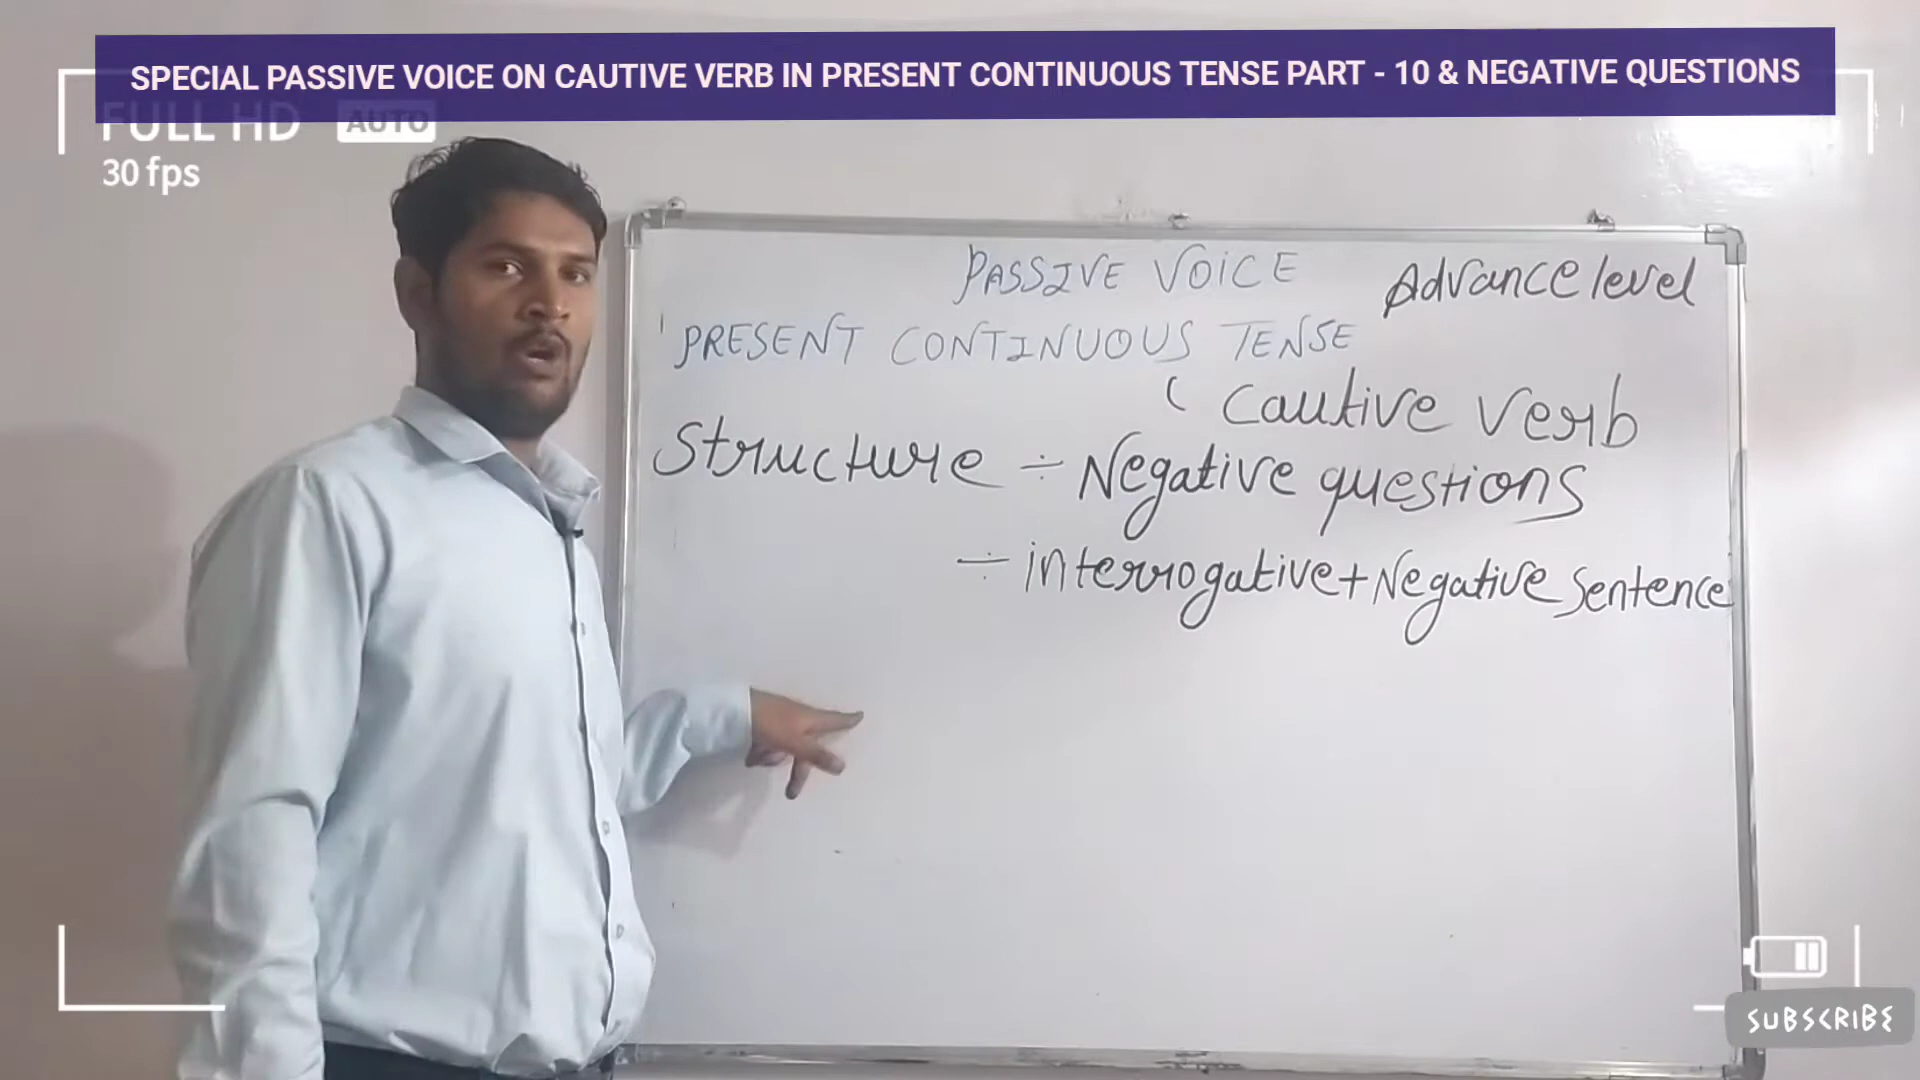 SPECIAL PASSIVE VOICE ON CAUTIVE VERB IN PRESENT CONTINUOUS TENSE PART - 10 & NEGATIVE QUESTIONS
FULL HD AUTO
30 fps
PASSIVE VOICE Advance level
PRESENT CONTINUOUS TENSE
( Cautive verb
Structure ÷ Negative questions
÷ interrogative + Negative Sentence
SUBSCRIBE